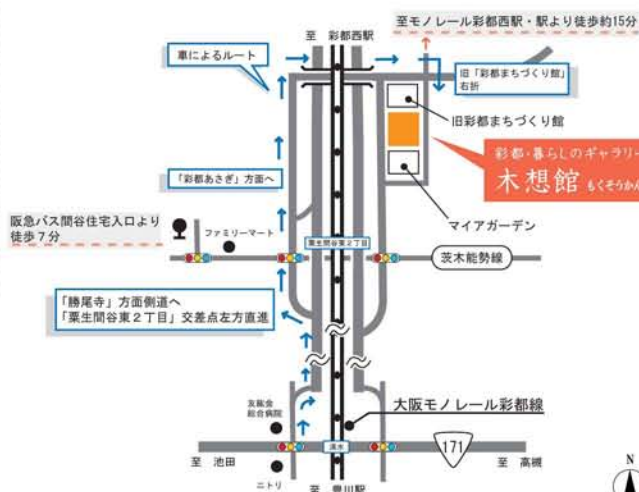 至モノレール彩都西駅・駅より徒歩約15分
至 彩都西駅
車によるルート
旧「彩都まちづくり館」
右折
旧彩都まちづくり館
彩都・暮らしのギャラリー
木想館 もくそうかん
「彩都あさぎ」方面へ
マイアガーデン
阪急バス間谷住宅入口より
徒歩7分
ファミリーマート
粟生間谷東2丁目
茨木能勢線
「勝尾寺」方面側道へ
「粟生間谷東2丁目」交差点左方直進
友紘会
総合病院
大阪モノレール彩都線
清水
171
至 池田
至 高槻
ニトリ
至 豊川駅
N